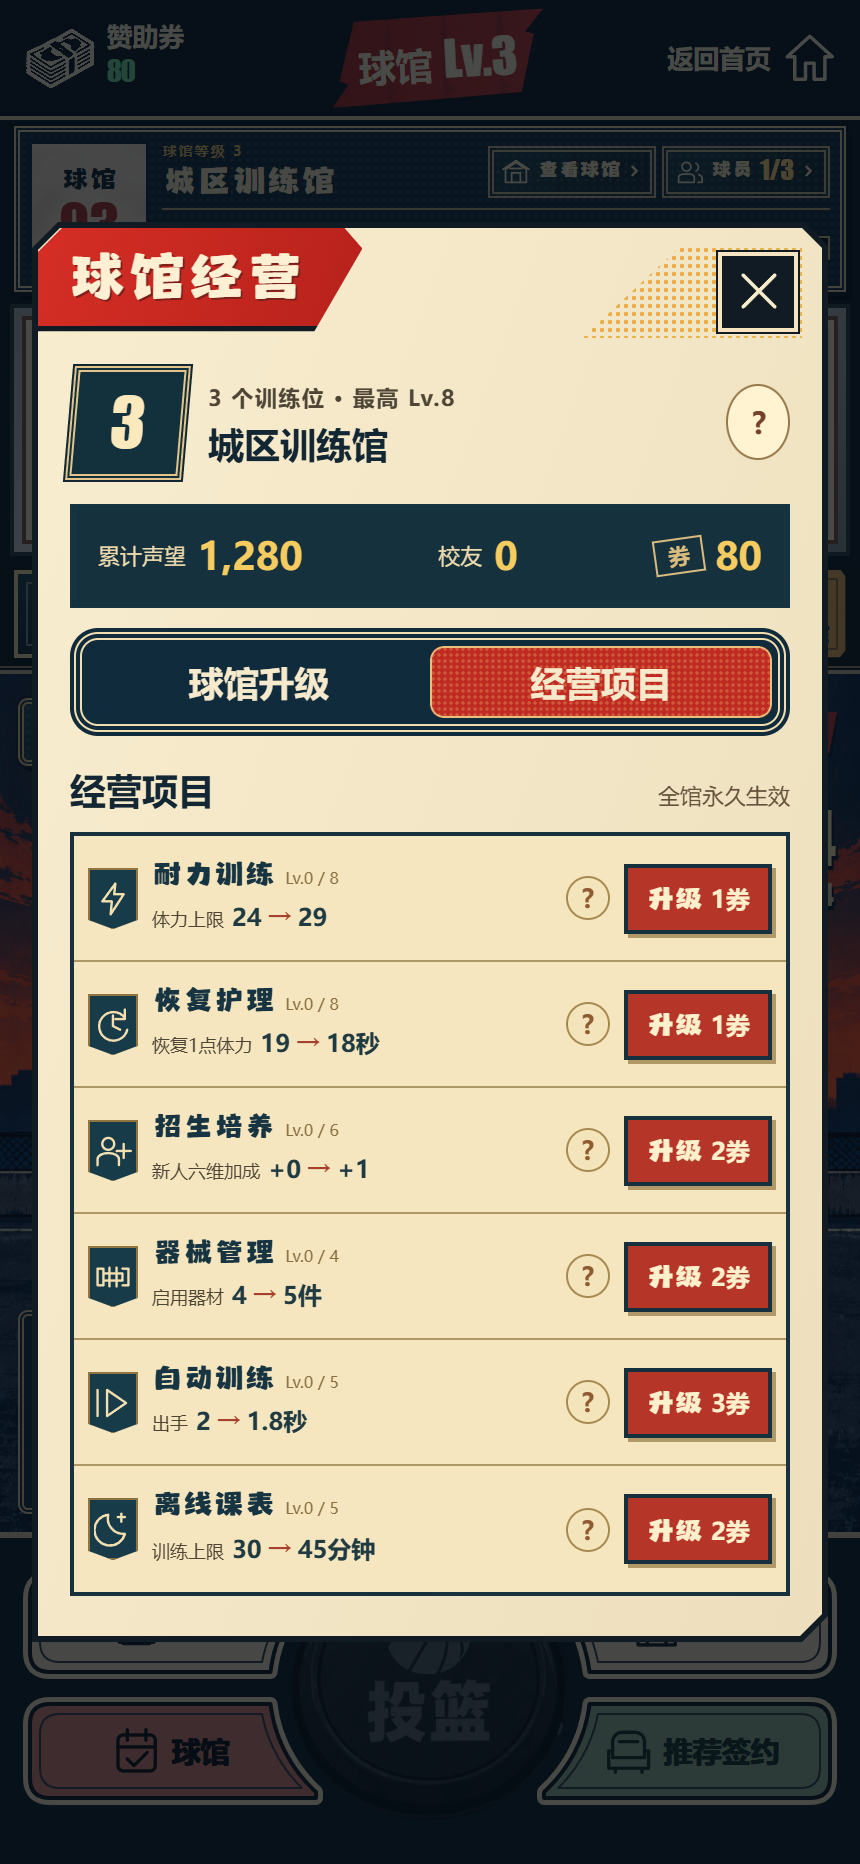 赞助券
80
球馆 Lv.3
返回首页
球馆
03
球馆等级 3
城区训练馆
查看球馆 ›
球员 1/3 ›
球馆经营
3
3 个训练位 • 最高 Lv.8
城区训练馆
?
累计声望 1,280
校友 0
券 80
球馆升级
经营项目
经营项目
全馆永久生效
耐力训练 Lv.0 / 8
体力上限 24 → 29
?
升级 1券
恢复护理 Lv.0 / 8
恢复1点体力 19 → 18秒
?
升级 1券
招生培养 Lv.0 / 6
新人六维加成 +0 → +1
?
升级 2券
器械管理 Lv.0 / 4
启用器材 4 → 5件
?
升级 2券
自动训练 Lv.0 / 5
出手 2 → 1.8秒
?
升级 3券
离线课表 Lv.0 / 5
训练上限 30 → 45分钟
?
升级 2券
投篮
球馆
推荐签约